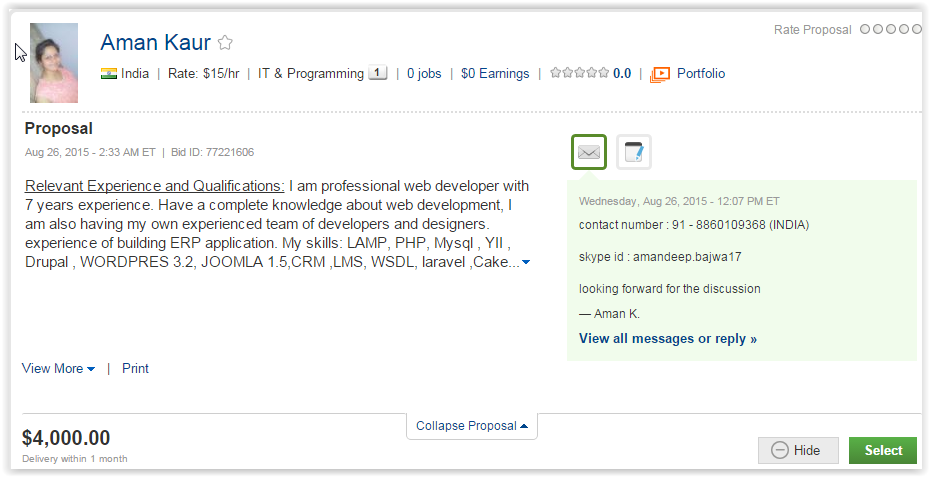 Rate Proposal
Aman Kaur
India | Rate: $15/hr | IT & Programming 1 | 0 jobs | $0 Earnings | 0.0 | Portfolio
Proposal
Aug 26, 2015 - 2:33 AM ET | Bid ID: 77221606
Relevant Experience and Qualifications: I am professional web developer with
7 years experience. Have a complete knowledge about web development, I
am also having my own experienced team of developers and designers.
experience of building ERP application. My skills: LAMP, PHP, Mysql , YII ,
Drupal , WORDPRES 3.2, JOOMLA 1.5,CRM ,LMS, WSDL, laravel ,Cake...
Wednesday, Aug 26, 2015 - 12:07 PM ET
contact number : 91 - 8860109368 (INDIA)
skype id : amandeep.bajwa17
looking forward for the discussion
— Aman K.
View all messages or reply »
View More | Print
Collapse Proposal
$4,000.00
Delivery within 1 month
Hide
Select